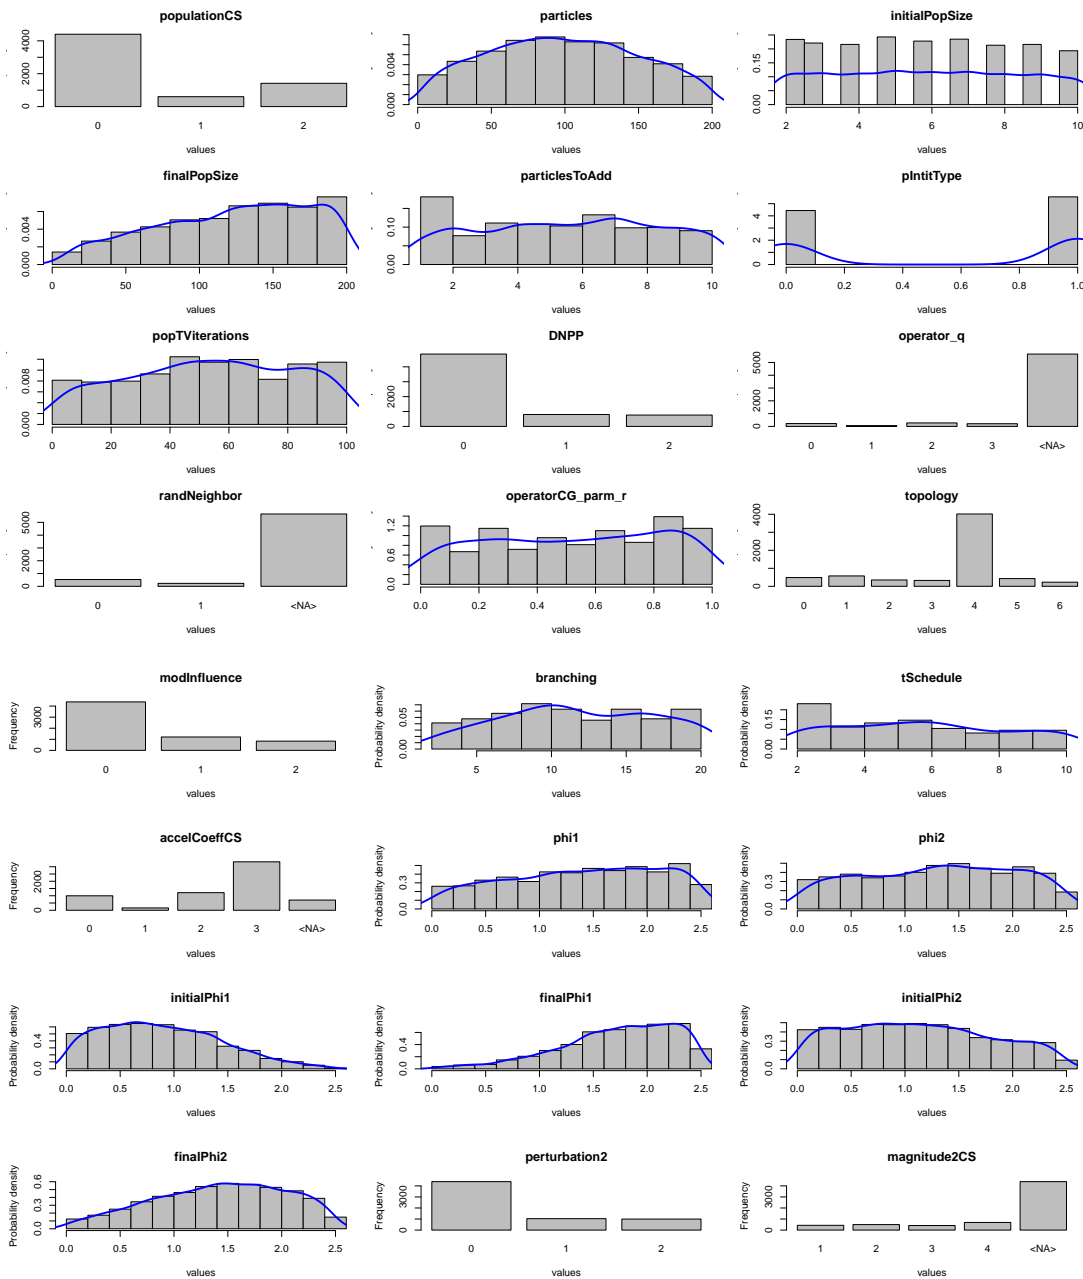 populationCS
0 2000 4000
0 1 2
values
particles
0.000 0.004
0 50 100 150 200
values
initialPopSize
0.00 0.15
2 4 6 8 10
values
finalPopSize
0.000 0.004
0 50 100 150 200
values
particlesToAdd
0.00 0.10
2 4 6 8 10
values
pIntitType
0 2 4
0.0 0.2 0.4 0.6 0.8 1.0
values
popTViterations
0.000 0.008
0 20 40 60 80 100
values
DNPP
0 2000
0 1 2
values
operator_q
0 2000 5000
0 1 2 3 <NA>
values
randNeighbor
0 2000 5000
0 1 <NA>
values
operatorCG_parm_r
0.0 0.6 1.2
0.0 0.2 0.4 0.6 0.8 1.0
values
topology
0 2000 4000
0 1 2 3 4 5 6
values
modInfluence
Frequency
0 3000
0 1 2
values
branching
Probability density
0.00 0.05
5 10 15 20
values
tSchedule
Probability density
0.00 0.15
2 4 6 8 10
values
accelCoeffCS
Frequency
0 2000
0 1 2 3 <NA>
values
phi1
Probability density
0.0 0.3
0.0 0.5 1.0 1.5 2.0 2.5
values
phi2
Probability density
0.0 0.3
0.0 0.5 1.0 1.5 2.0 2.5
values
initialPhi1
Probability density
0.0 0.4
0.0 0.5 1.0 1.5 2.0 2.5
values
finalPhi1
Probability density
0.0 0.4
0.0 0.5 1.0 1.5 2.0 2.5
values
initialPhi2
Probability density
0.0 0.3
0.0 0.5 1.0 1.5 2.0 2.5
values
finalPhi2
Probability density
0.0 0.3 0.6
0.0 0.5 1.0 1.5 2.0 2.5
values
perturbation2
Frequency
0 3000
0 1 2
values
magnitude2CS
Frequency
0 3000
1 2 3 4 <NA>
values